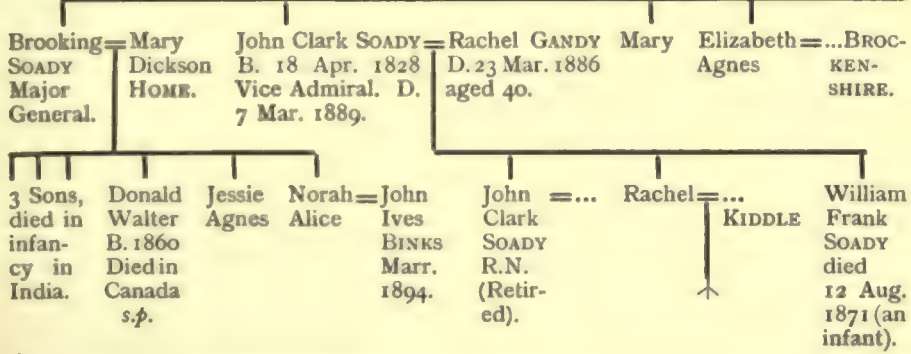 Brooking=Mary
SOADY Dickson
Major HOME.
General.
John Clark SOADY=Rachel GANDY
B. 18 Apr. 1828 D. 23 Mar. 1886
Vice Admiral. D. aged 40.
7 Mar. 1889.
Mary
Elizabeth=...BROC-
Agnes KEN-
SHIRE.
3 Sons,
died in
infan-
cy in
India.
Donald
Walter
B. 1860
Died in
Canada
s.p.
Jessie
Agnes
Norah=John
Alice Ives
BINKS
Marr.
1894.
John =...
Clark
SOADY
R.N.
(Retir-
ed).
Rachel=...
KIDDLE
William
Frank
SOADY
died
12 Aug.
1871 (an
infant).